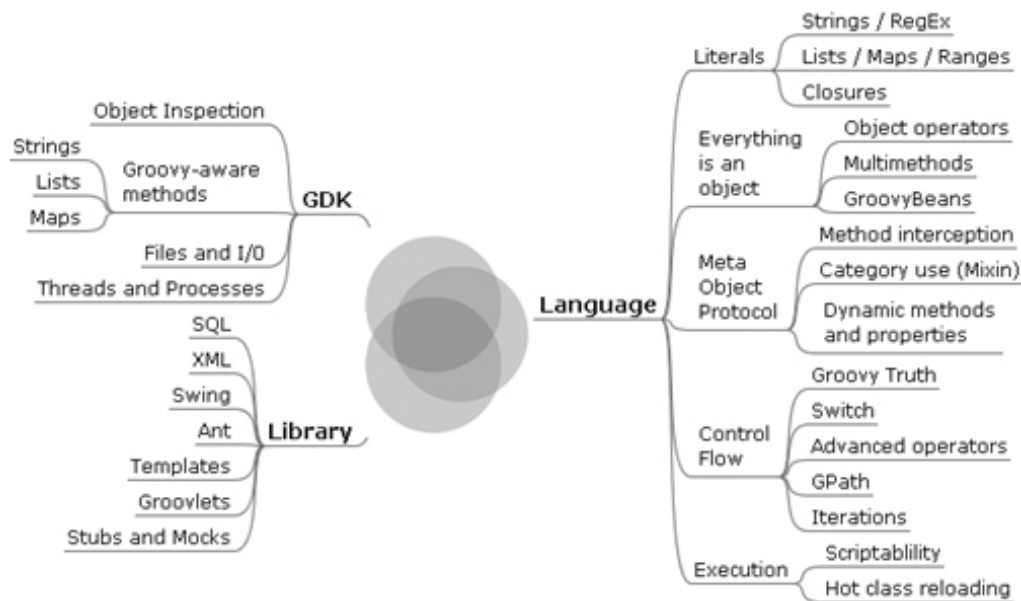 Object Inspection
Strings
Lists
Maps
Groovy-aware
methods
GDK
Files and I/0
Threads and Processes
SQL
XML
Swing
Ant
Templates
Groovlets
Stubs and Mocks
Library
Language
Literals
Strings / RegEx
Lists / Maps / Ranges
Closures
Everything
is an
object
Object operators
Multimethods
GroovyBeans
Meta
Object
Protocol
Method interception
Category use (Mixin)
Dynamic methods
and properties
Control
Flow
Groovy Truth
Switch
Advanced operators
GPath
Iterations
Execution
Scriptablility
Hot class reloading